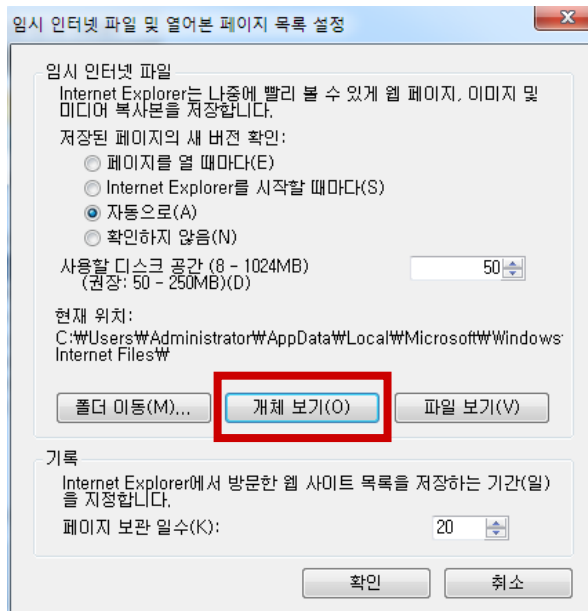 임시 인터넷 파일 및 열어본 페이지 목록 설정
임시 인터넷 파일
Internet Explorer는 나중에 빨리 볼 수 있게 웹 페이지, 이미지 및
미디어 복사본을 저장합니다.
저장된 페이지의 새 버전 확인:
페이지를 열 때마다(E)
Internet Explorer를 시작할 때마다(S)
자동으로(A)
확인하지 않음(N)
사용할 디스크 공간 (8 - 1024MB) 50
(권장: 50 - 250MB)(D)
현재 위치:
C:₩Users₩Administrator₩AppData₩Local₩Microsoft₩Windows
Internet Files₩
폴더 이동(M)... 개체 보기(O) 파일 보기(V)
기록
Internet Explorer에서 방문한 웹 사이트 목록을 저장하는 기간(일)
을 지정합니다.
페이지 보관 일수(K): 20
확인 취소